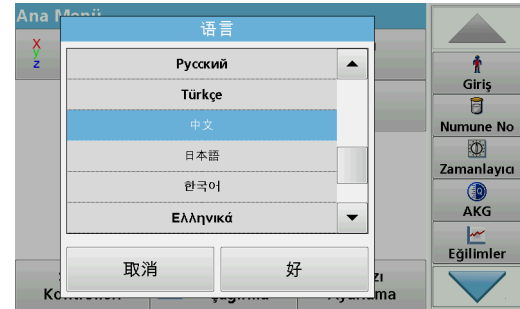 Ana Menü
语言
X
y
z
Русский
Türkçe
中文
日本語
한국어
Ελληνικά
取消
好
Giriş
Numune No
Zamanlayıcı
AKG
Eğilimler